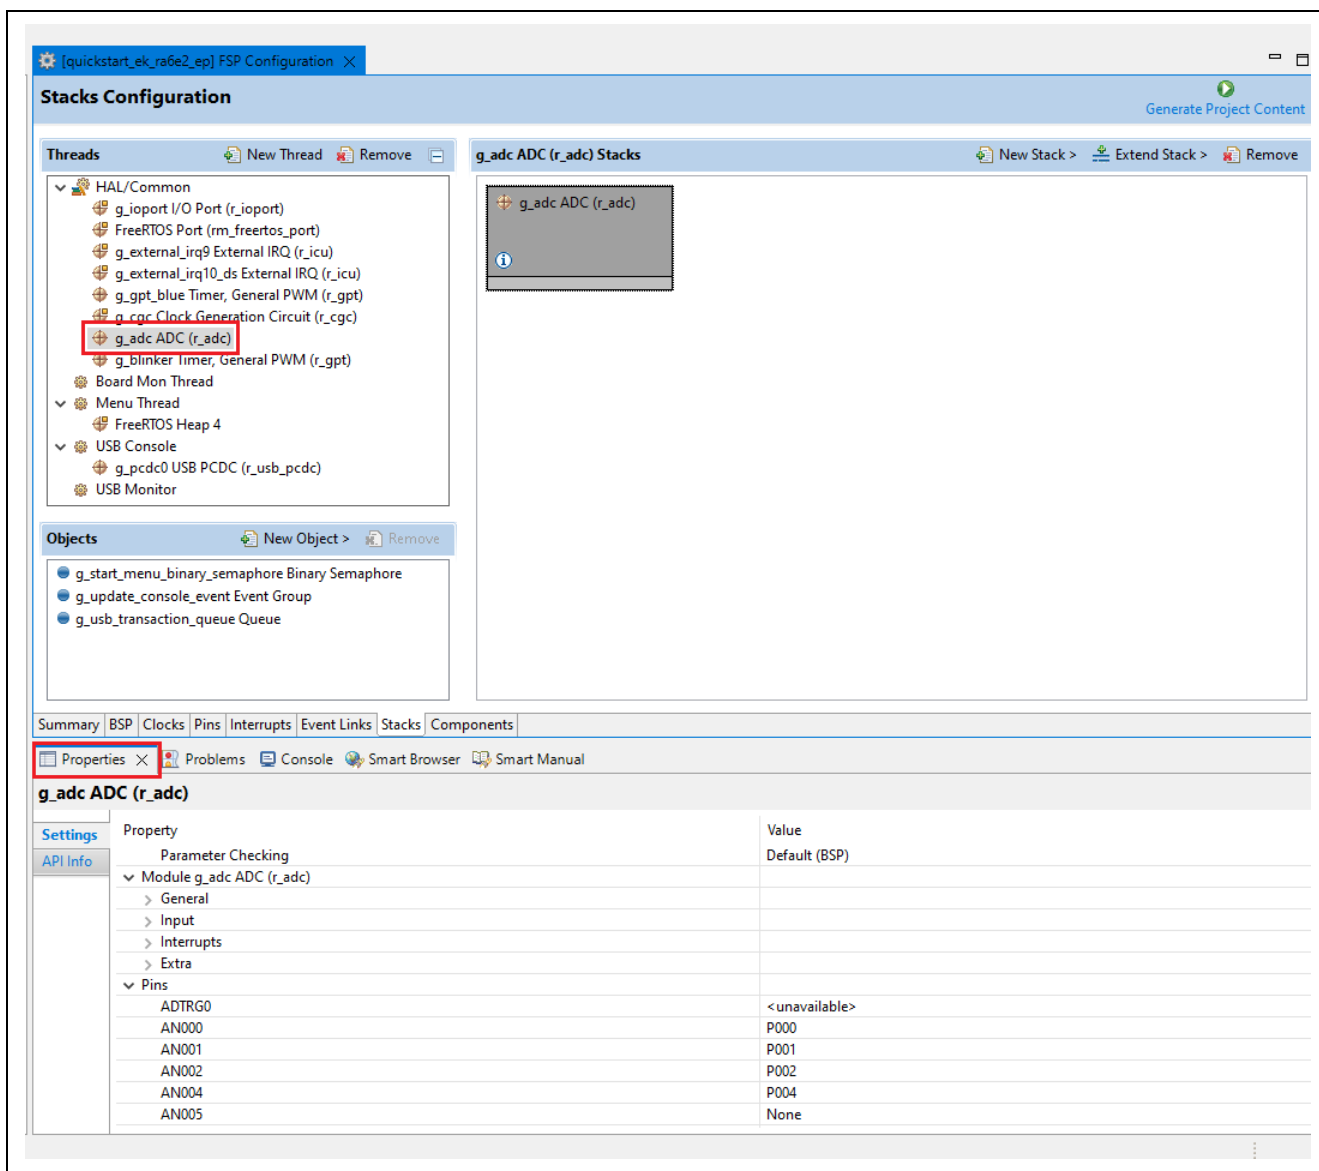 [quickstart_ek_ra6e2_ep] FSP Configuration
Stacks Configuration
Generate Project Content
Threads
New Thread
Remove
HAL/Common
g_ioport I/O Port (r_ioport)
FreeRTOS Port (rm_freertos_port)
g_external_irq9 External IRQ (r_icu)
g_external_irq10_ds External IRQ (r_icu)
g_gpt_blue Timer, General PWM (r_gpt)
g_cgc Clock Generation Circuit (r_cgc)
g_adc ADC (r_adc)
g_blinker Timer, General PWM (r_gpt)
Board Mon Thread
Menu Thread
FreeRTOS Heap 4
USB Console
g_pcdc0 USB PCDC (r_usb_pcdc)
USB Monitor
g_adc ADC (r_adc) Stacks
New Stack >
Extend Stack >
Remove
g_adc ADC (r_adc)
Objects
New Object >
Remove
g_start_menu_binary_semaphore Binary Semaphore
g_update_console_event Event Group
g_usb_transaction_queue Queue
Summary BSP Clocks Pins Interrupts Event Links Stacks Components
Properties Problems Console Smart Browser Smart Manual
g_adc ADC (r_adc)
Settings
API Info
Property Value
Parameter Checking Default (BSP)
Module g_adc ADC (r_adc)
General
Input
Interrupts
Extra
Pins
ADTRG0 <unavailable>
AN000 P000
AN001 P001
AN002 P002
AN004 P004
AN005 None